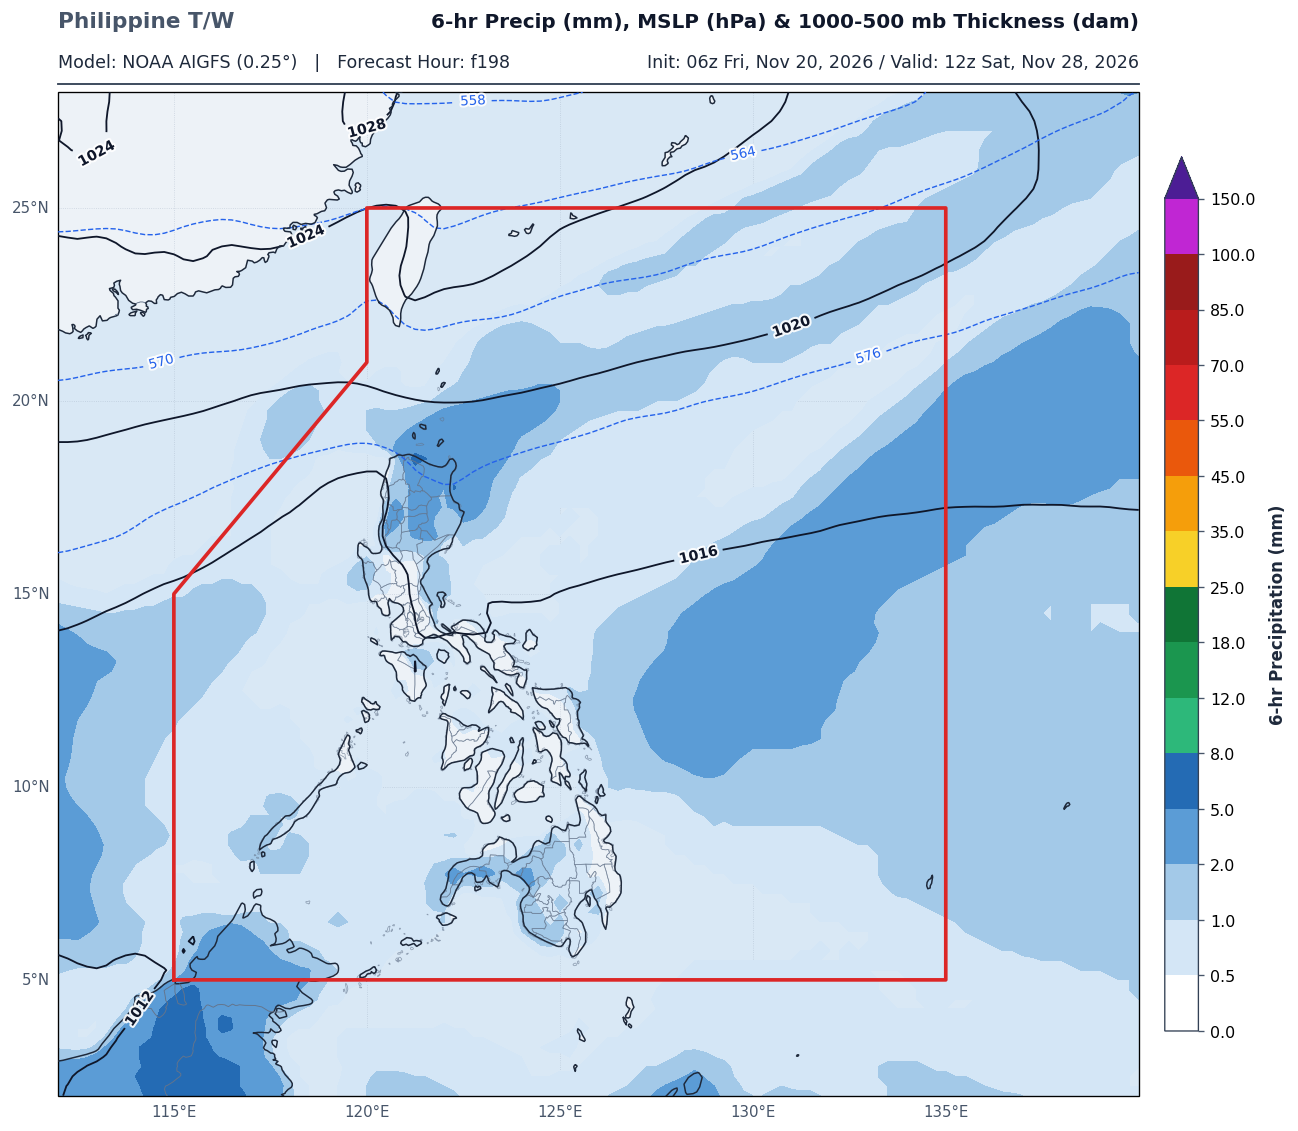 Philippine T/W
6-hr Precip (mm), MSLP (hPa) & 1000-500 mb Thickness (dam)
Model: NOAA AIGFS (0.25°) | Forecast Hour: f198
Init: 06z Fri, Nov 20, 2026 / Valid: 12z Sat, Nov 28, 2026
558
1028
1024
564
150.0
25°N
1024
100.0
85.0
1020
576
570
70.0
20°N
55.0
45.0
35.0
1016
6-hr Precipitation (mm)
15°N
25.0
18.0
12.0
8.0
10°N
5.0
2.0
1.0
5°N
0.5
1012
0.0
115°E
120°E
125°E
130°E
135°E